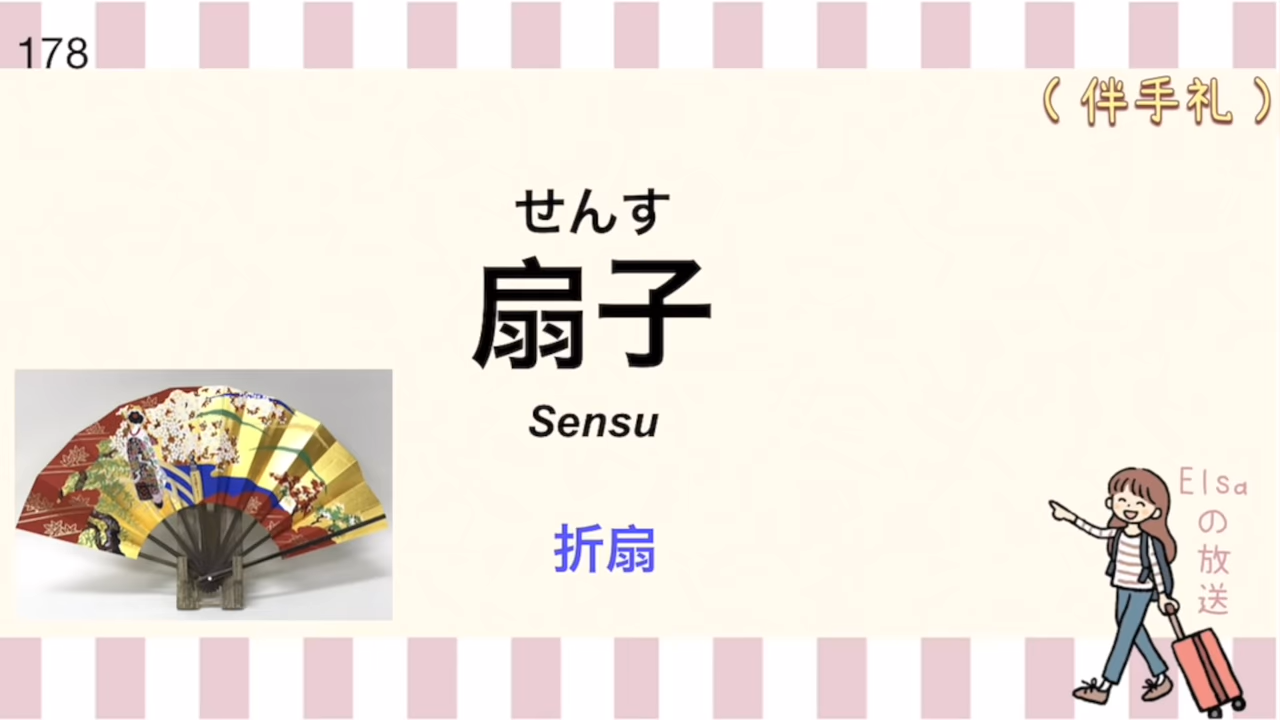 178
（伴手礼）
せんす
扇子
Sensu
折扇
Elsa
の
放
送